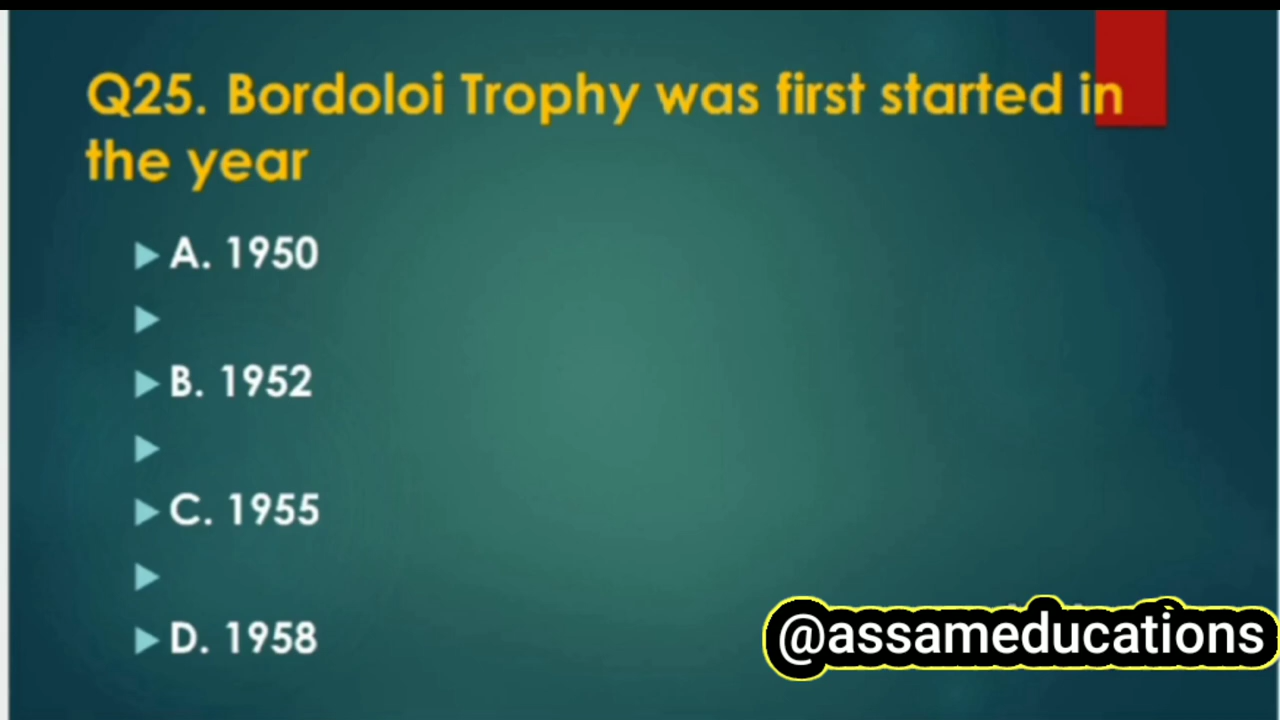 Q25. Bordoloi Trophy was first started in
the year
A. 1950
B. 1952
C. 1955
D. 1958
@assameducations